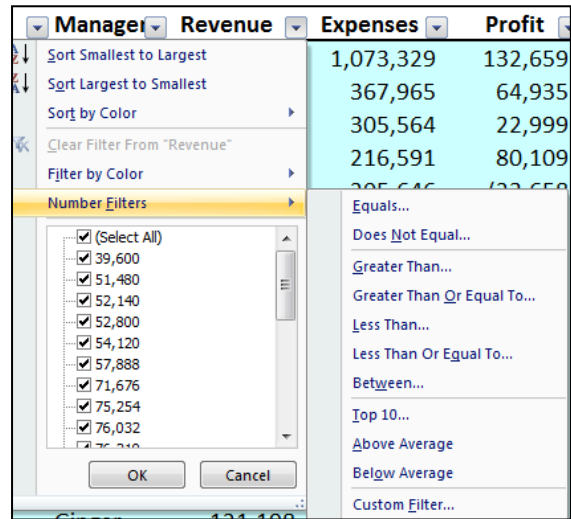 Manager Revenue Expenses Profit
Sort Smallest to Largest
Sort Largest to Smallest
Sort by Color
Clear Filter From "Revenue"
Filter by Color
Number Filters
(Select All)
39,600
51,480
52,140
52,800
54,120
57,888
71,676
75,254
76,032
OK Cancel
1,073,329 132,659
367,965 64,935
305,564 22,999
216,591 80,109
Equals...
Does Not Equal...
Greater Than...
Greater Than Or Equal To...
Less Than...
Less Than Or Equal To...
Between...
Top 10...
Above Average
Below Average
Custom Filter...